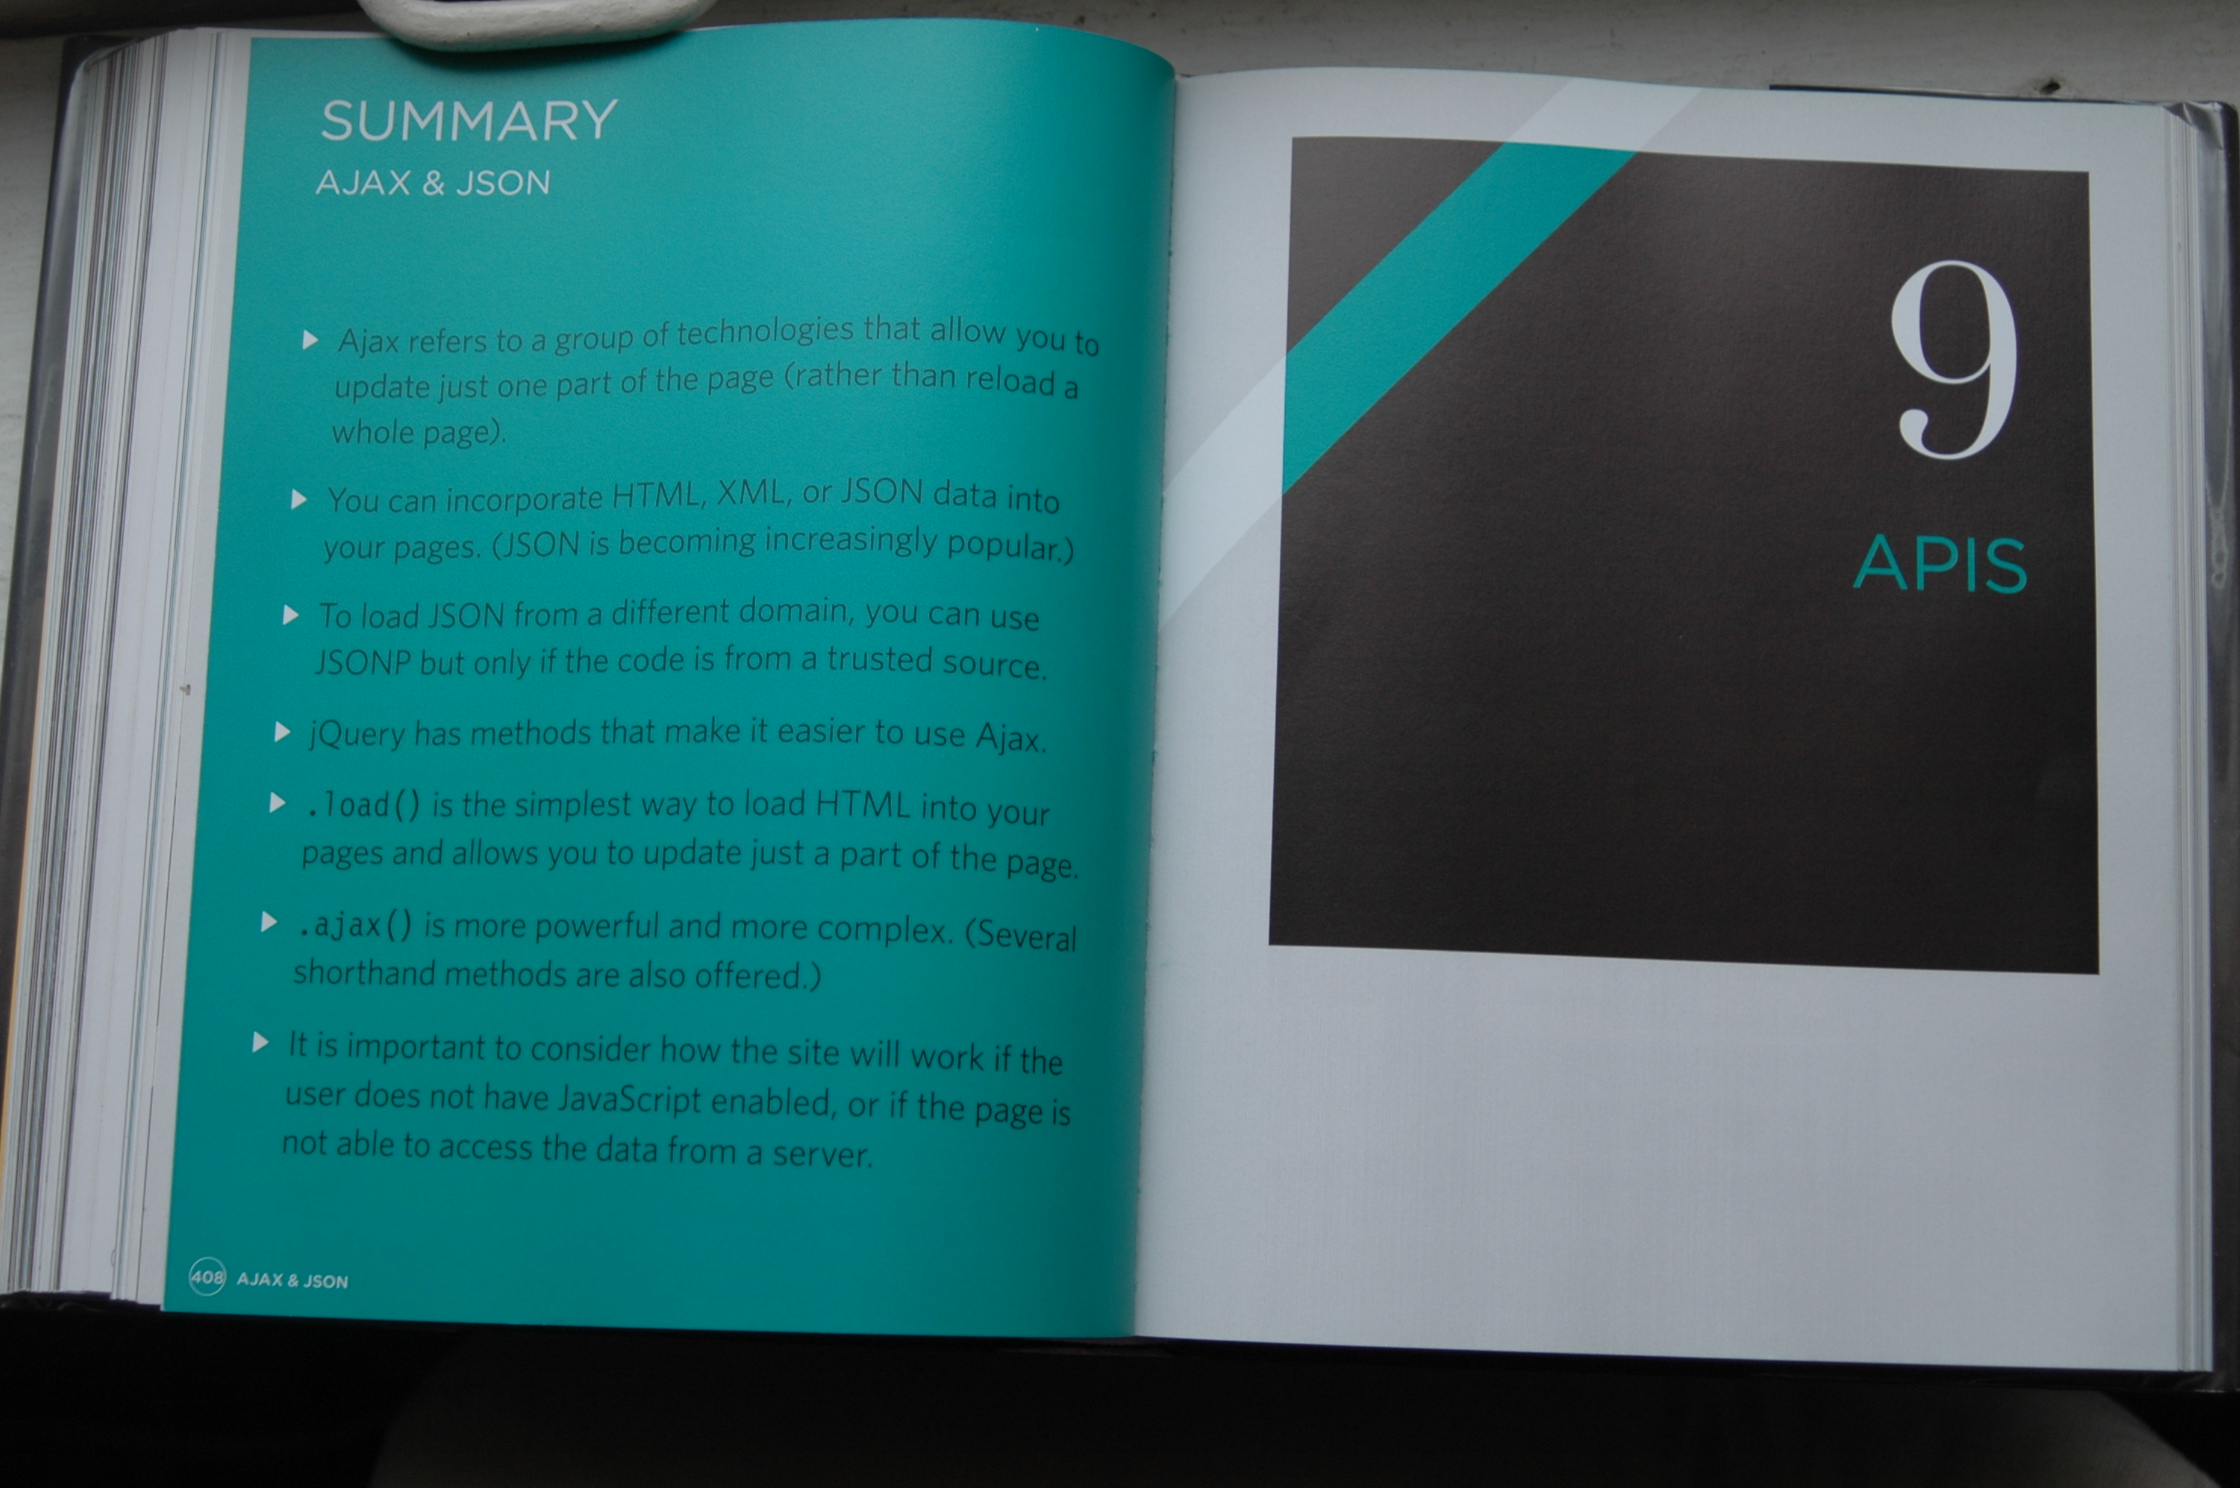 SUMMARY
AJAX & JSON
Ajax refers to a group of technologies that allow you to
update just one part of the page (rather than reload a
whole page).
You can incorporate HTML, XML, or JSON data into
your pages. (JSON is becoming increasingly popular.)
To load JSON from a different domain, you can use
JSONP but only if the code is from a trusted source.
jQuery has methods that make it easier to use Ajax.
.load() is the simplest way to load HTML into your
pages and allows you to update just a part of the page.
.ajax() is more powerful and more complex. (Several
shorthand methods are also offered.)
It is important to consider how the site will work if the
user does not have JavaScript enabled, or if the page is
not able to access the data from a server.
408 AJAX & JSON
9
APIS